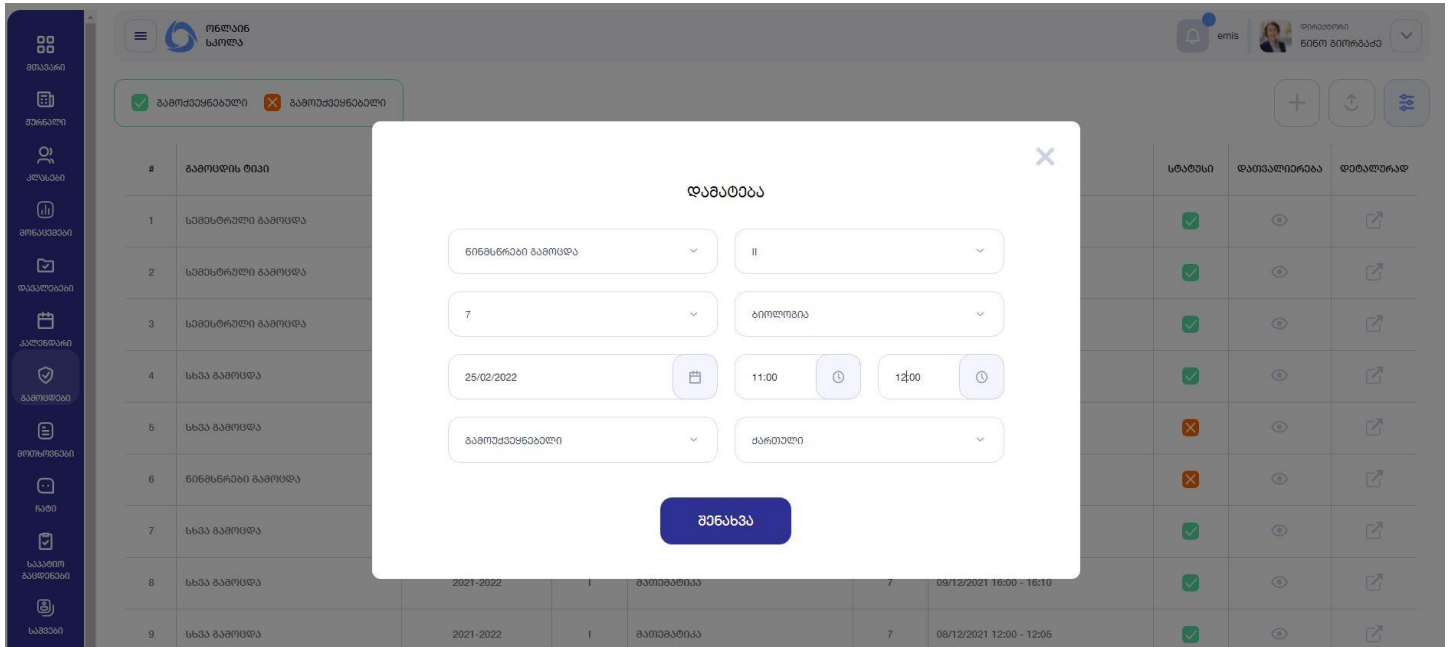 ონლაინ
სკოლა
emis
დირექტორი
ნინო გიორგაძე
მთავარი
ჟურნალი
კლასები
მონაცემები
დავალებები
კალენდარი
გამოცდები
მოთხოვნები
ჩატი
საპატიო
გაცდენები
საშვები
გამოქვეყნებული
გამოუქვეყნებელი
# გამოცდის ტიპი სტატუსი დათვალიერება დეტალურად
1 სემესტრული გამოცდა
2 სემესტრული გამოცდა
3 სემესტრული გამოცდა
4 სხვა გამოცდა
5 სხვა გამოცდა
6 წინმსწრები გამოცდა
7 სხვა გამოცდა
8 სხვა გამოცდა 2021-2022 I მათემატიკა 7 09/12/2021 16:00 - 16:10
9 სხვა გამოცდა 2021-2022 I მათემატიკა 7 08/12/2021 12:00 - 12:05
დამატება
წინმსწრები გამოცდა II
7 ბიოლოგია
25/02/2022 11:00 12:00
გამოუქვეყნებელი ქართული
შენახვა